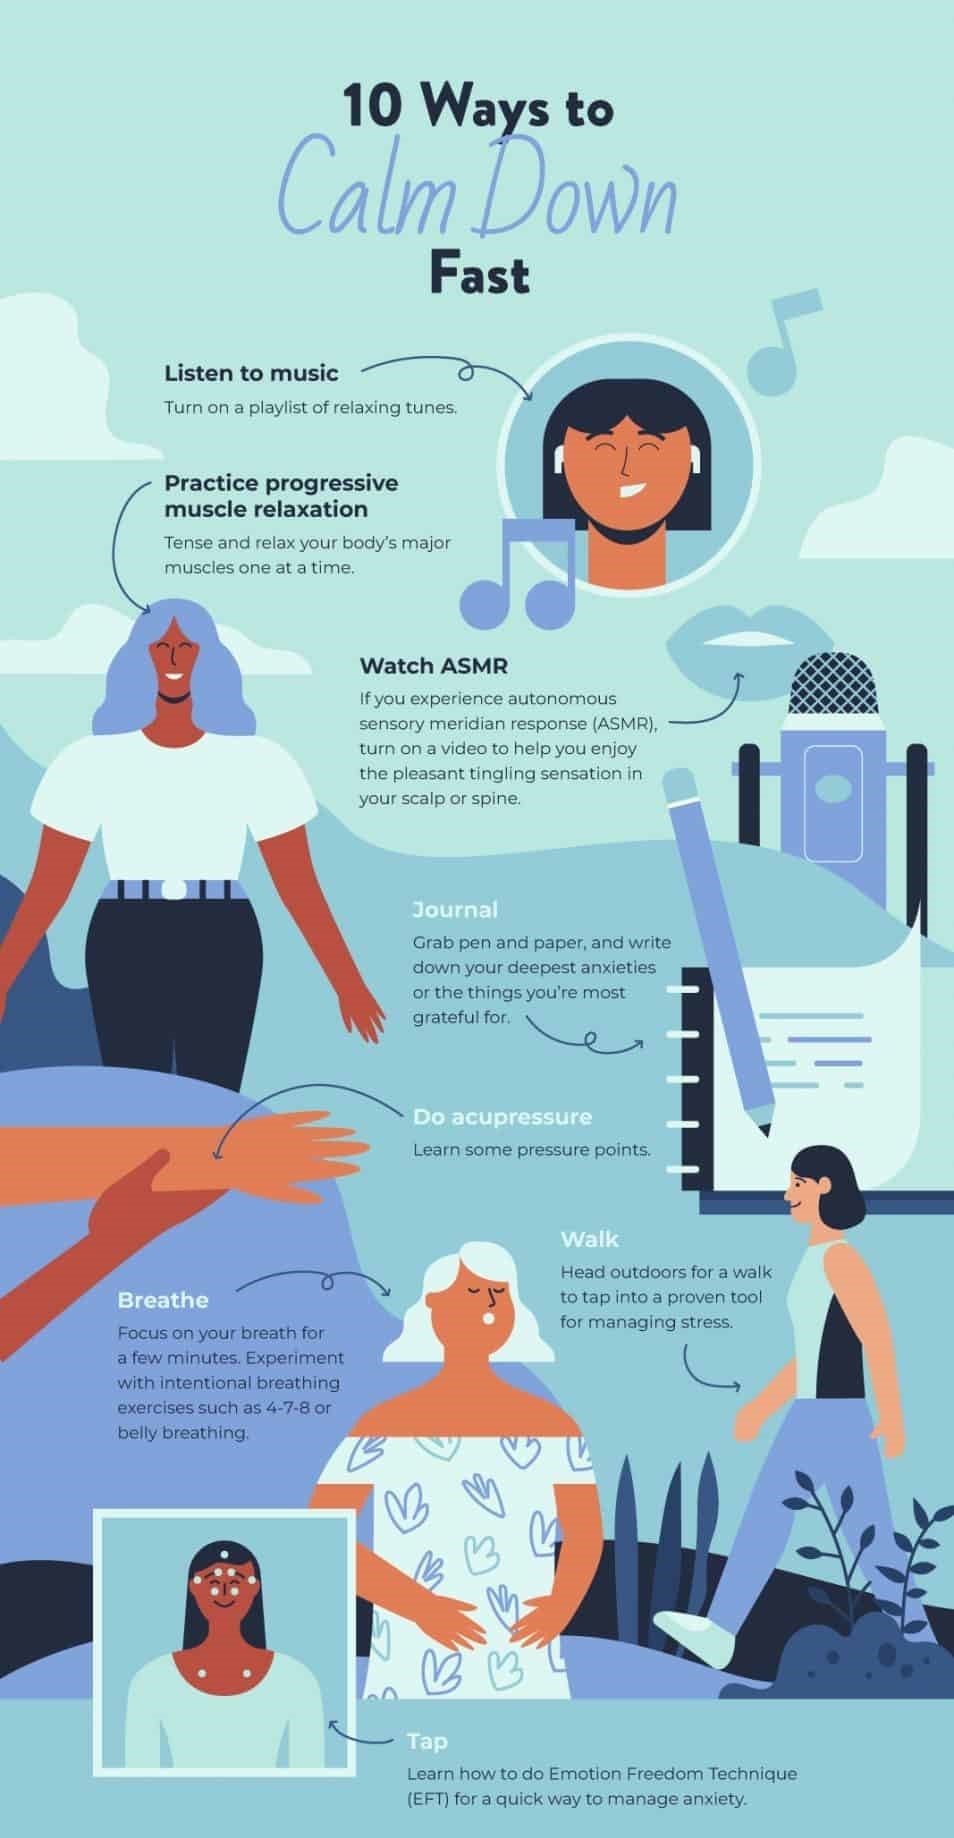 10 Ways to
Calm Down
Fast
Listen to music
Turn on a playlist of relaxing tunes.
Practice progressive
muscle relaxation
Tense and relax your body's major
muscles one at a time.
Watch ASMR
If you experience autonomous
sensory meridian response (ASMR),
turn on a video to help you enjoy
the pleasant tingling sensation in
your scalp or spine.
Journal
Grab pen and paper, and write
down your deepest anxieties
or the things you're most
grateful for.
Do acupressure
Learn some pressure points.
Walk
Head outdoors for a walk
to tap into a proven tool
for managing stress.
Breathe
Focus on your breath for
a few minutes. Experiment
with intentional breathing
exercises such as 4-7-8 or
belly breathing.
Tap
Learn how to do Emotion Freedom Technique
(EFT) for a quick way to manage anxiety.